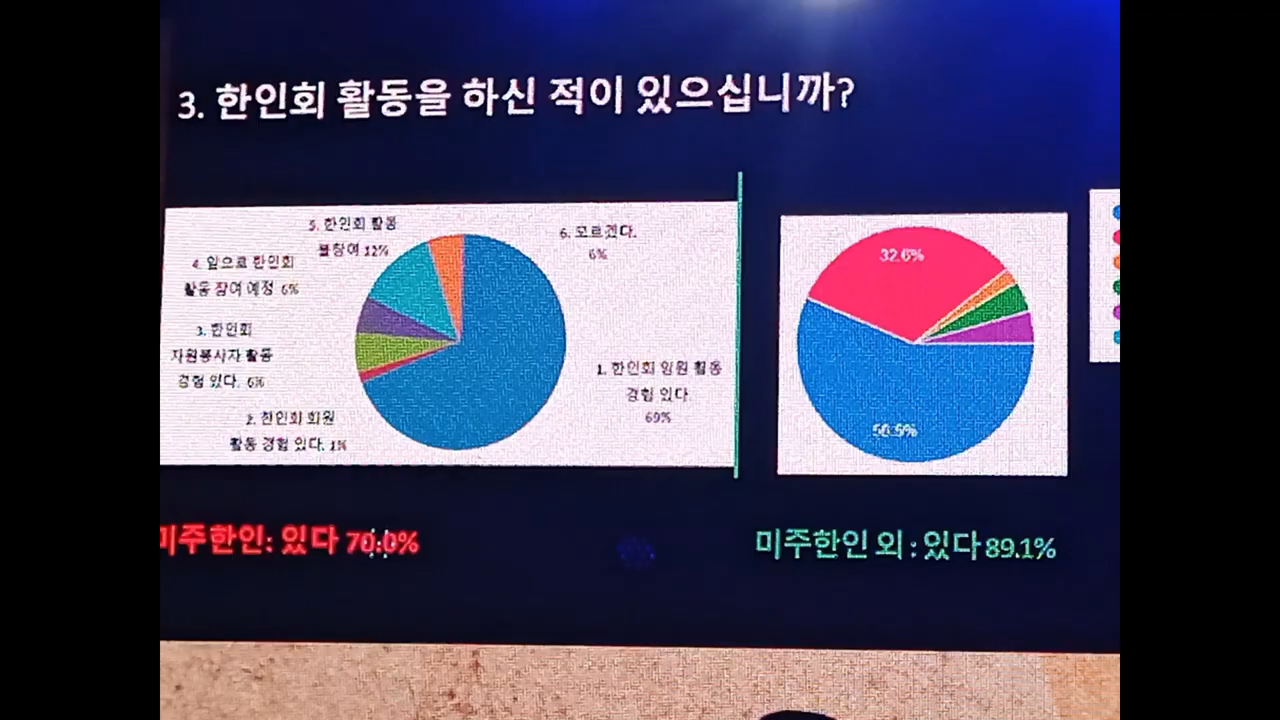 3. 한인회 활동을 하신 적이 있으십니까?
5. 한인회 활동
불참여 12%
6. 모르겠다.
6%
4. 앞으로 한인회
활동 참여 예정 6%
3. 한인회
자원봉사자 활동
경험 있다. 6%
2. 한인회 회원
활동 경험 있다. 1%
1. 한인회 임원 활동
경험 있다
69%
32.6%
미주한인: 있다 70.0%
미주한인 외 : 있다 89.1%